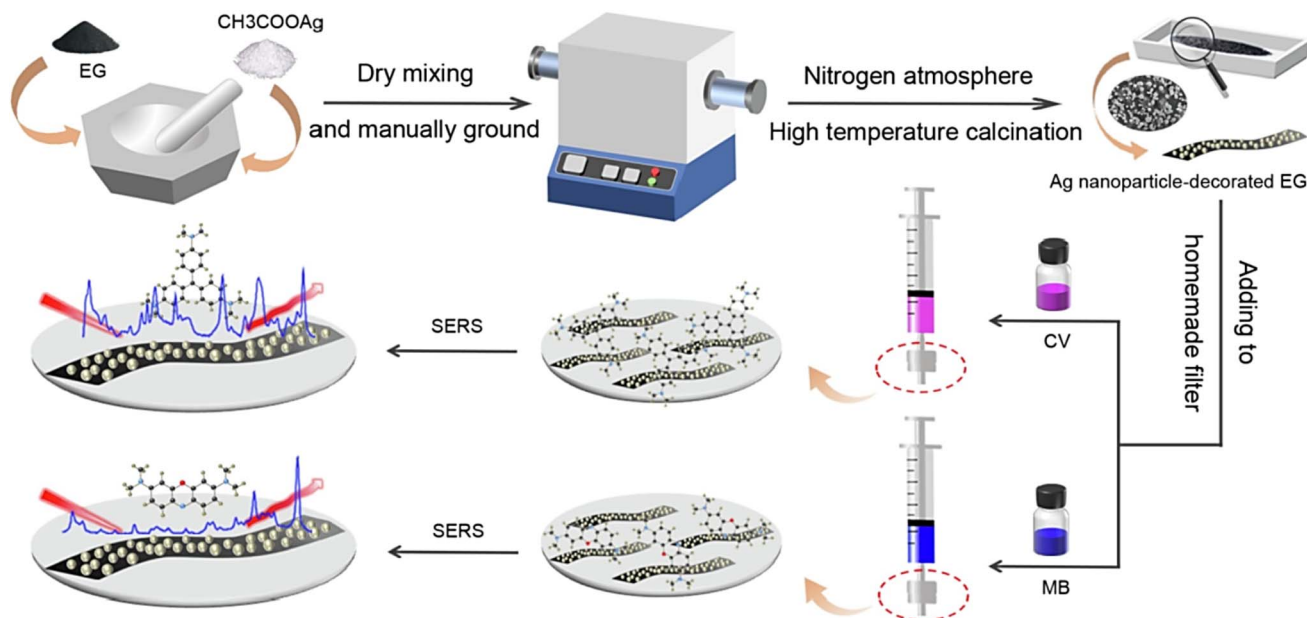 CH3COOAg
EG
Dry mixing
and manually ground
Nitrogen atmosphere
High temperature calcination
Ag nanoparticle-decorated EG
Adding to
homemade filter
CV
SERS
MB
SERS